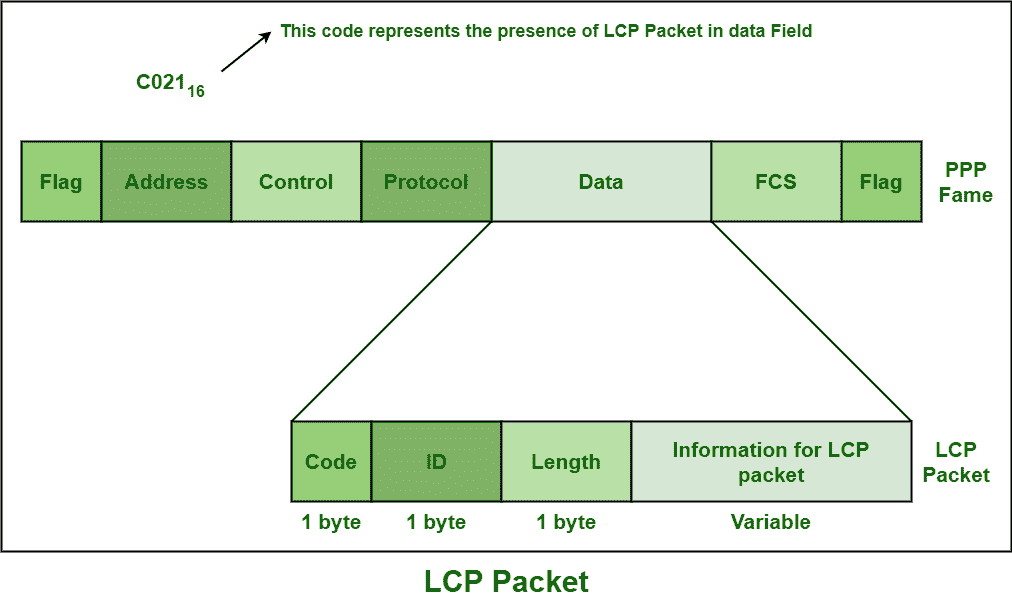 This code represents the presence of LCP Packet in data Field
C021₁₆
Flag Address Control Protocol Data FCS Flag
PPP
Fame
Code ID Length Information for LCP
packet
LCP
Packet
1 byte 1 byte 1 byte Variable
LCP Packet